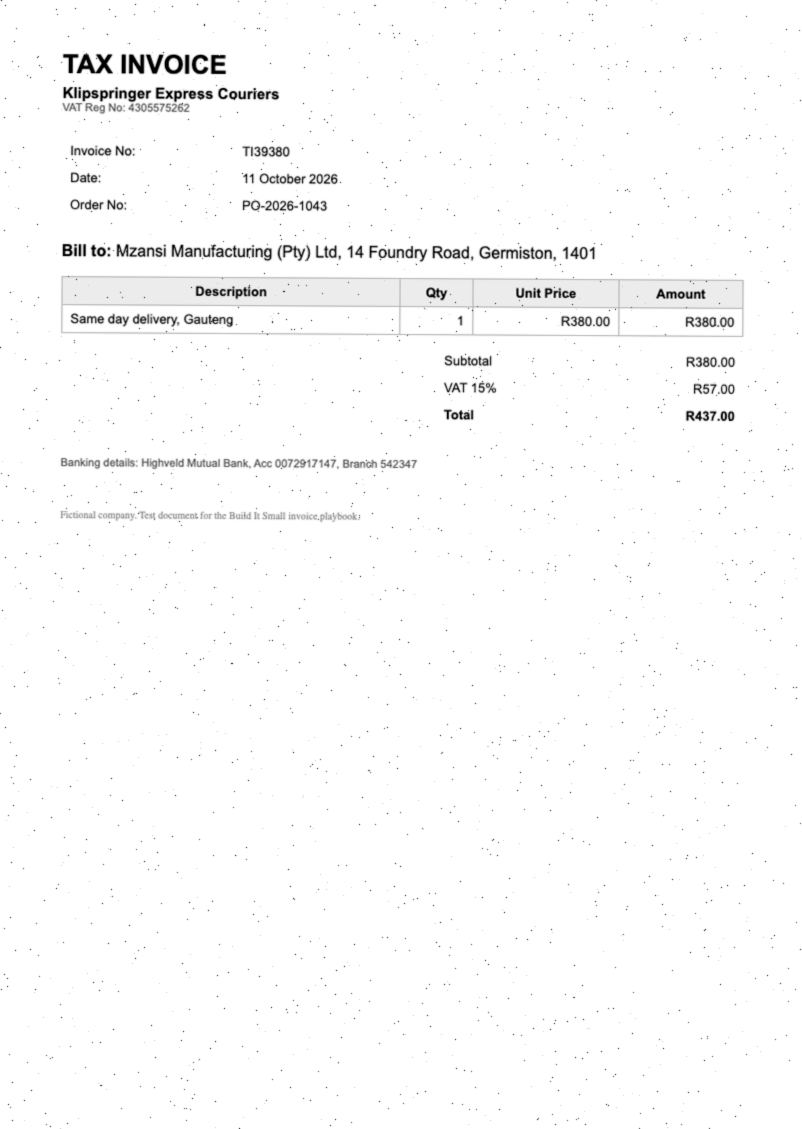 TAX INVOICE
Klipspringer Express Couriers
VAT Reg No: 4305575262
Invoice No: TI39380
Date: 11 October 2026
Order No: PO-2026-1043
Bill to: Mzansi Manufacturing (Pty) Ltd, 14 Foundry Road, Germiston, 1401
Description Qty Unit Price Amount
Same day delivery, Gauteng 1 R380.00 R380.00
Subtotal R380.00
VAT 15% R57.00
Total R437.00
Banking details: Highveld Mutual Bank, Acc 0072917147, Branch 542347
Fictional company. Test document for the Build It Small invoice playbook.